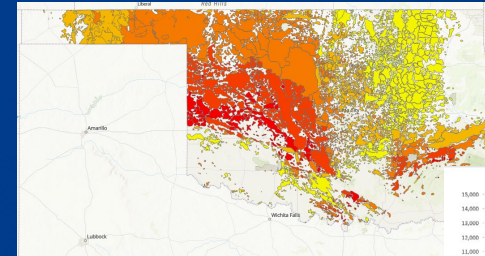 Liberal
Red Hills
Amarillo
Wichita Falls
Lubbock
15,000
14,000
13,000
12,000
11,000